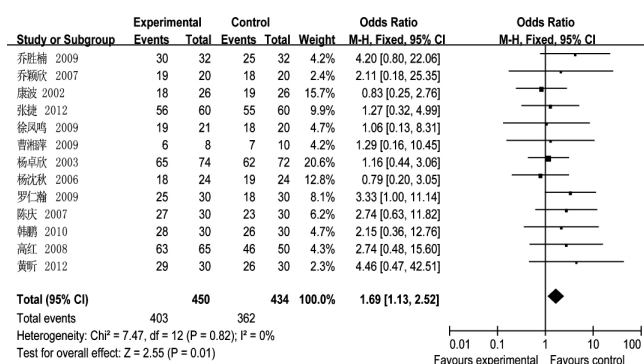 Experimental Control Odds Ratio Odds Ratio
Study or Subgroup Events Total Events Total Weight M-H, Fixed, 95% CI M-H, Fixed, 95% CI
乔胜楠 2009 30 32 25 32 4.2% 4.20 [0.80, 22.06]
乔颖欣 2007 19 20 18 20 2.4% 2.11 [0.18, 25.35]
康波 2002 18 26 19 26 15.7% 0.83 [0.25, 2.76]
张捷 2012 56 60 55 60 9.6% 1.27 [0.32, 4.99]
徐凤鸣 2009 19 21 18 20 4.9% 1.06 [0.13, 8.31]
曹湘萍 2009 6 8 7 10 4.3% 1.29 [0.16, 10.45]
杨卓欣 2003 65 74 62 72 20.6% 1.16 [0.44, 3.06]
杨沈秋 2006 18 24 19 24 12.8% 0.79 [0.20, 3.05]
罗仁瀚 2009 25 30 18 30 8.3% 3.33 [1.00, 11.14]
陈庆 2007 27 30 23 30 6.2% 2.74 [0.63, 11.82]
韩鹏 2010 28 30 26 30 4.8% 2.15 [0.36, 12.76]
高红 2008 63 65 46 50 4.1% 2.74 [0.48, 15.60]
黄昕 2012 29 30 26 30 2.3% 4.46 [0.47, 42.51]
Total (95% CI) 450 434 100.0% 1.69 [1.13, 2.52]
Total events 403 362
Heterogeneity: Chi² = 7.47, df = 12 (P = 0.82); I² = 0%
Test for overall effect: Z = 2.55 (P = 0.01)
0.01 0.1 1 10 100
Favours experimental Favours control